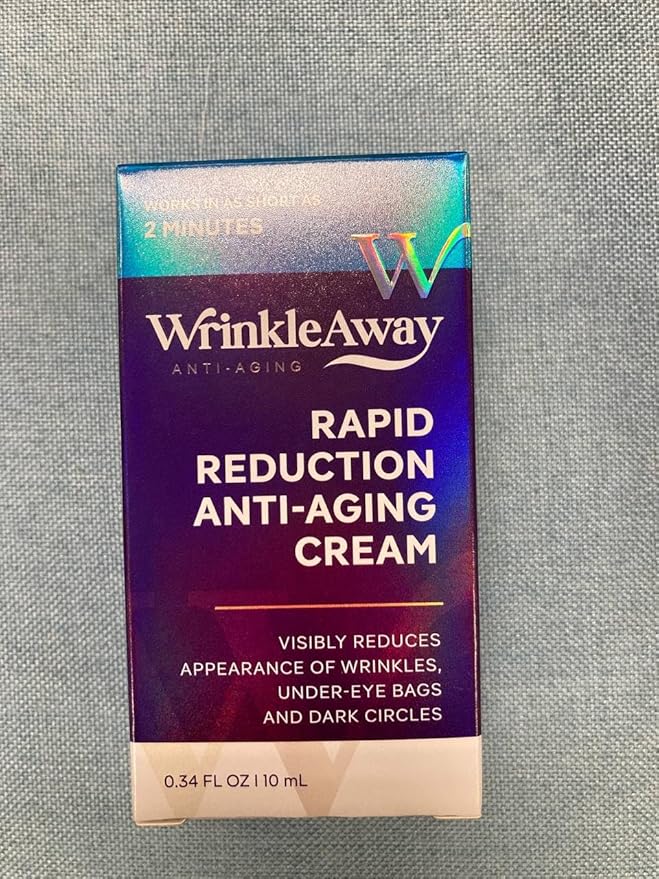 WORKS IN AS SHORT AS
2 MINUTES
W
WrinkleAway
ANTI-AGING
RAPID
REDUCTION
ANTI-AGING
CREAM
VISIBLY REDUCES
APPEARANCE OF WRINKLES,
UNDER-EYE BAGS
AND DARK CIRCLES
0.34 FL OZ | 10 mL